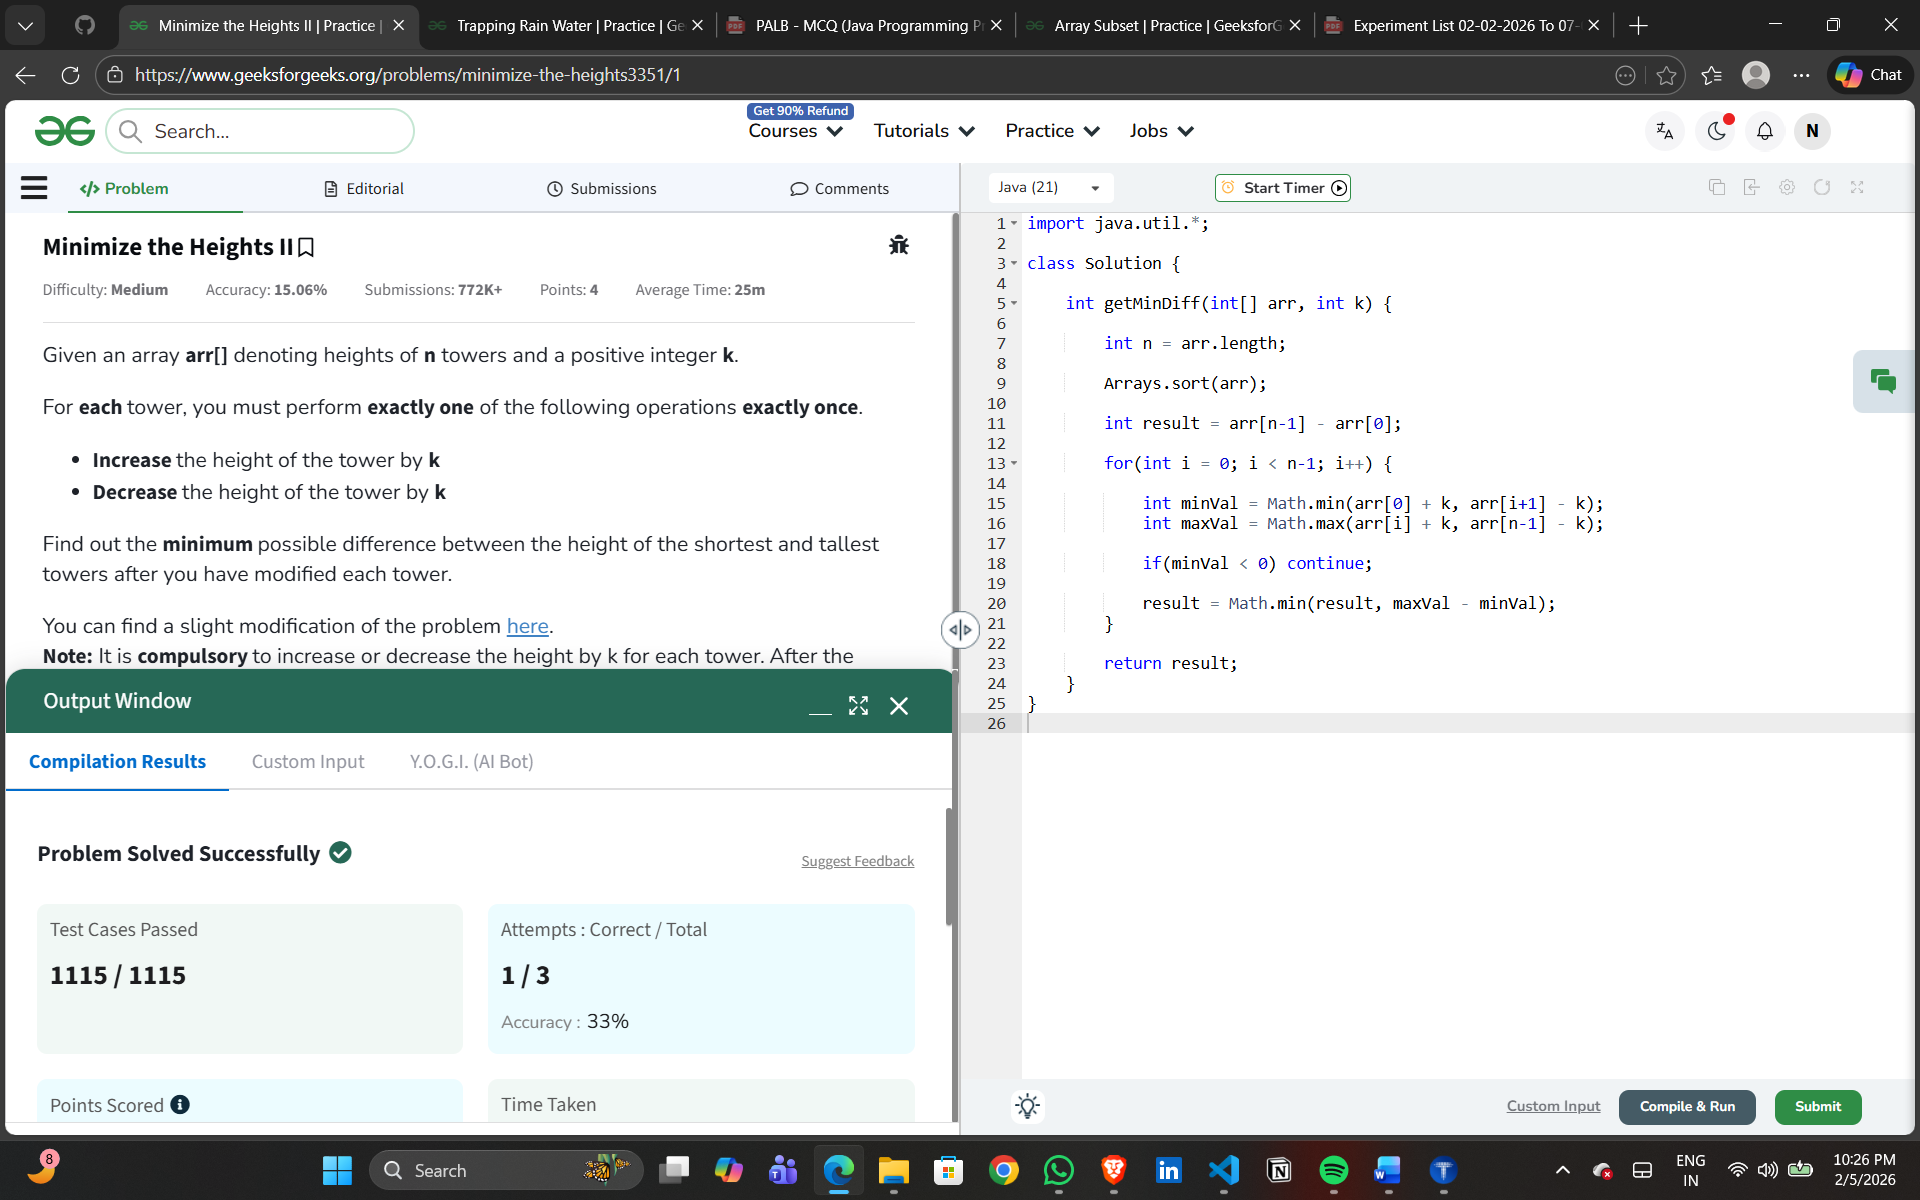 Minimize the Heights II | Practice |
Trapping Rain Water | Practice | Ge
PALB - MCQ (Java Programming P
Array Subset | Practice | GeeksforG
Experiment List 02-02-2026 To 07-
https://www.geeksforgeeks.org/problems/minimize-the-heights3351/1
Chat
Search...
Get 90% Refund
Courses
Tutorials
Practice
Jobs
N
Problem
Editorial
Submissions
Comments
Java (21)
Start Timer
Minimize the Heights II
Difficulty: Medium Accuracy: 15.06% Submissions: 772K+ Points: 4 Average Time: 25m
Given an array arr[] denoting heights of n towers and a positive integer k.
For each tower, you must perform exactly one of the following operations exactly once.
• Increase the height of the tower by k
• Decrease the height of the tower by k
Find out the minimum possible difference between the height of the shortest and tallest
towers after you have modified each tower.
You can find a slight modification of the problem here.
Note: It is compulsory to increase or decrease the height by k for each tower. After the
Output Window
Compilation Results
Custom Input
Y.O.G.I. (AI Bot)
Problem Solved Successfully
Suggest Feedback
Test Cases Passed
1115 / 1115
Attempts : Correct / Total
1 / 3
Accuracy : 33%
Points Scored
Time Taken
1 import java.util.*;
2
3 class Solution {
4
5 int getMinDiff(int[] arr, int k) {
6
7 int n = arr.length;
8
9 Arrays.sort(arr);
10
11 int result = arr[n-1] - arr[0];
12
13 for(int i = 0; i < n-1; i++) {
14
15 int minVal = Math.min(arr[0] + k, arr[i+1] - k);
16 int maxVal = Math.max(arr[i] + k, arr[n-1] - k);
17
18 if(minVal < 0) continue;
19
20 result = Math.min(result, maxVal - minVal);
21 }
22
23 return result;
24 }
25 }
26
Custom Input
Compile & Run
Submit
8
Search
ENG
IN
10:26 PM
2/5/2026